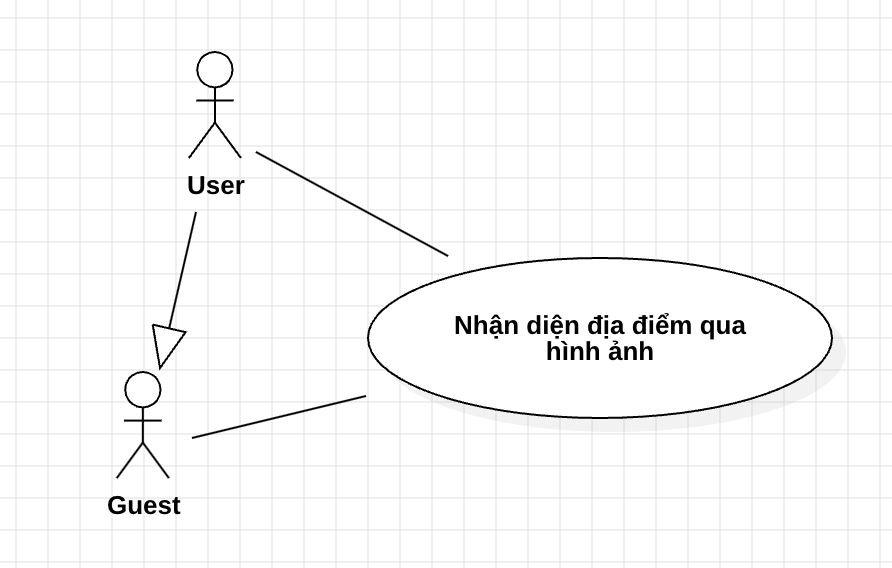 User
Nhận diện địa điểm qua
hình ảnh
Guest